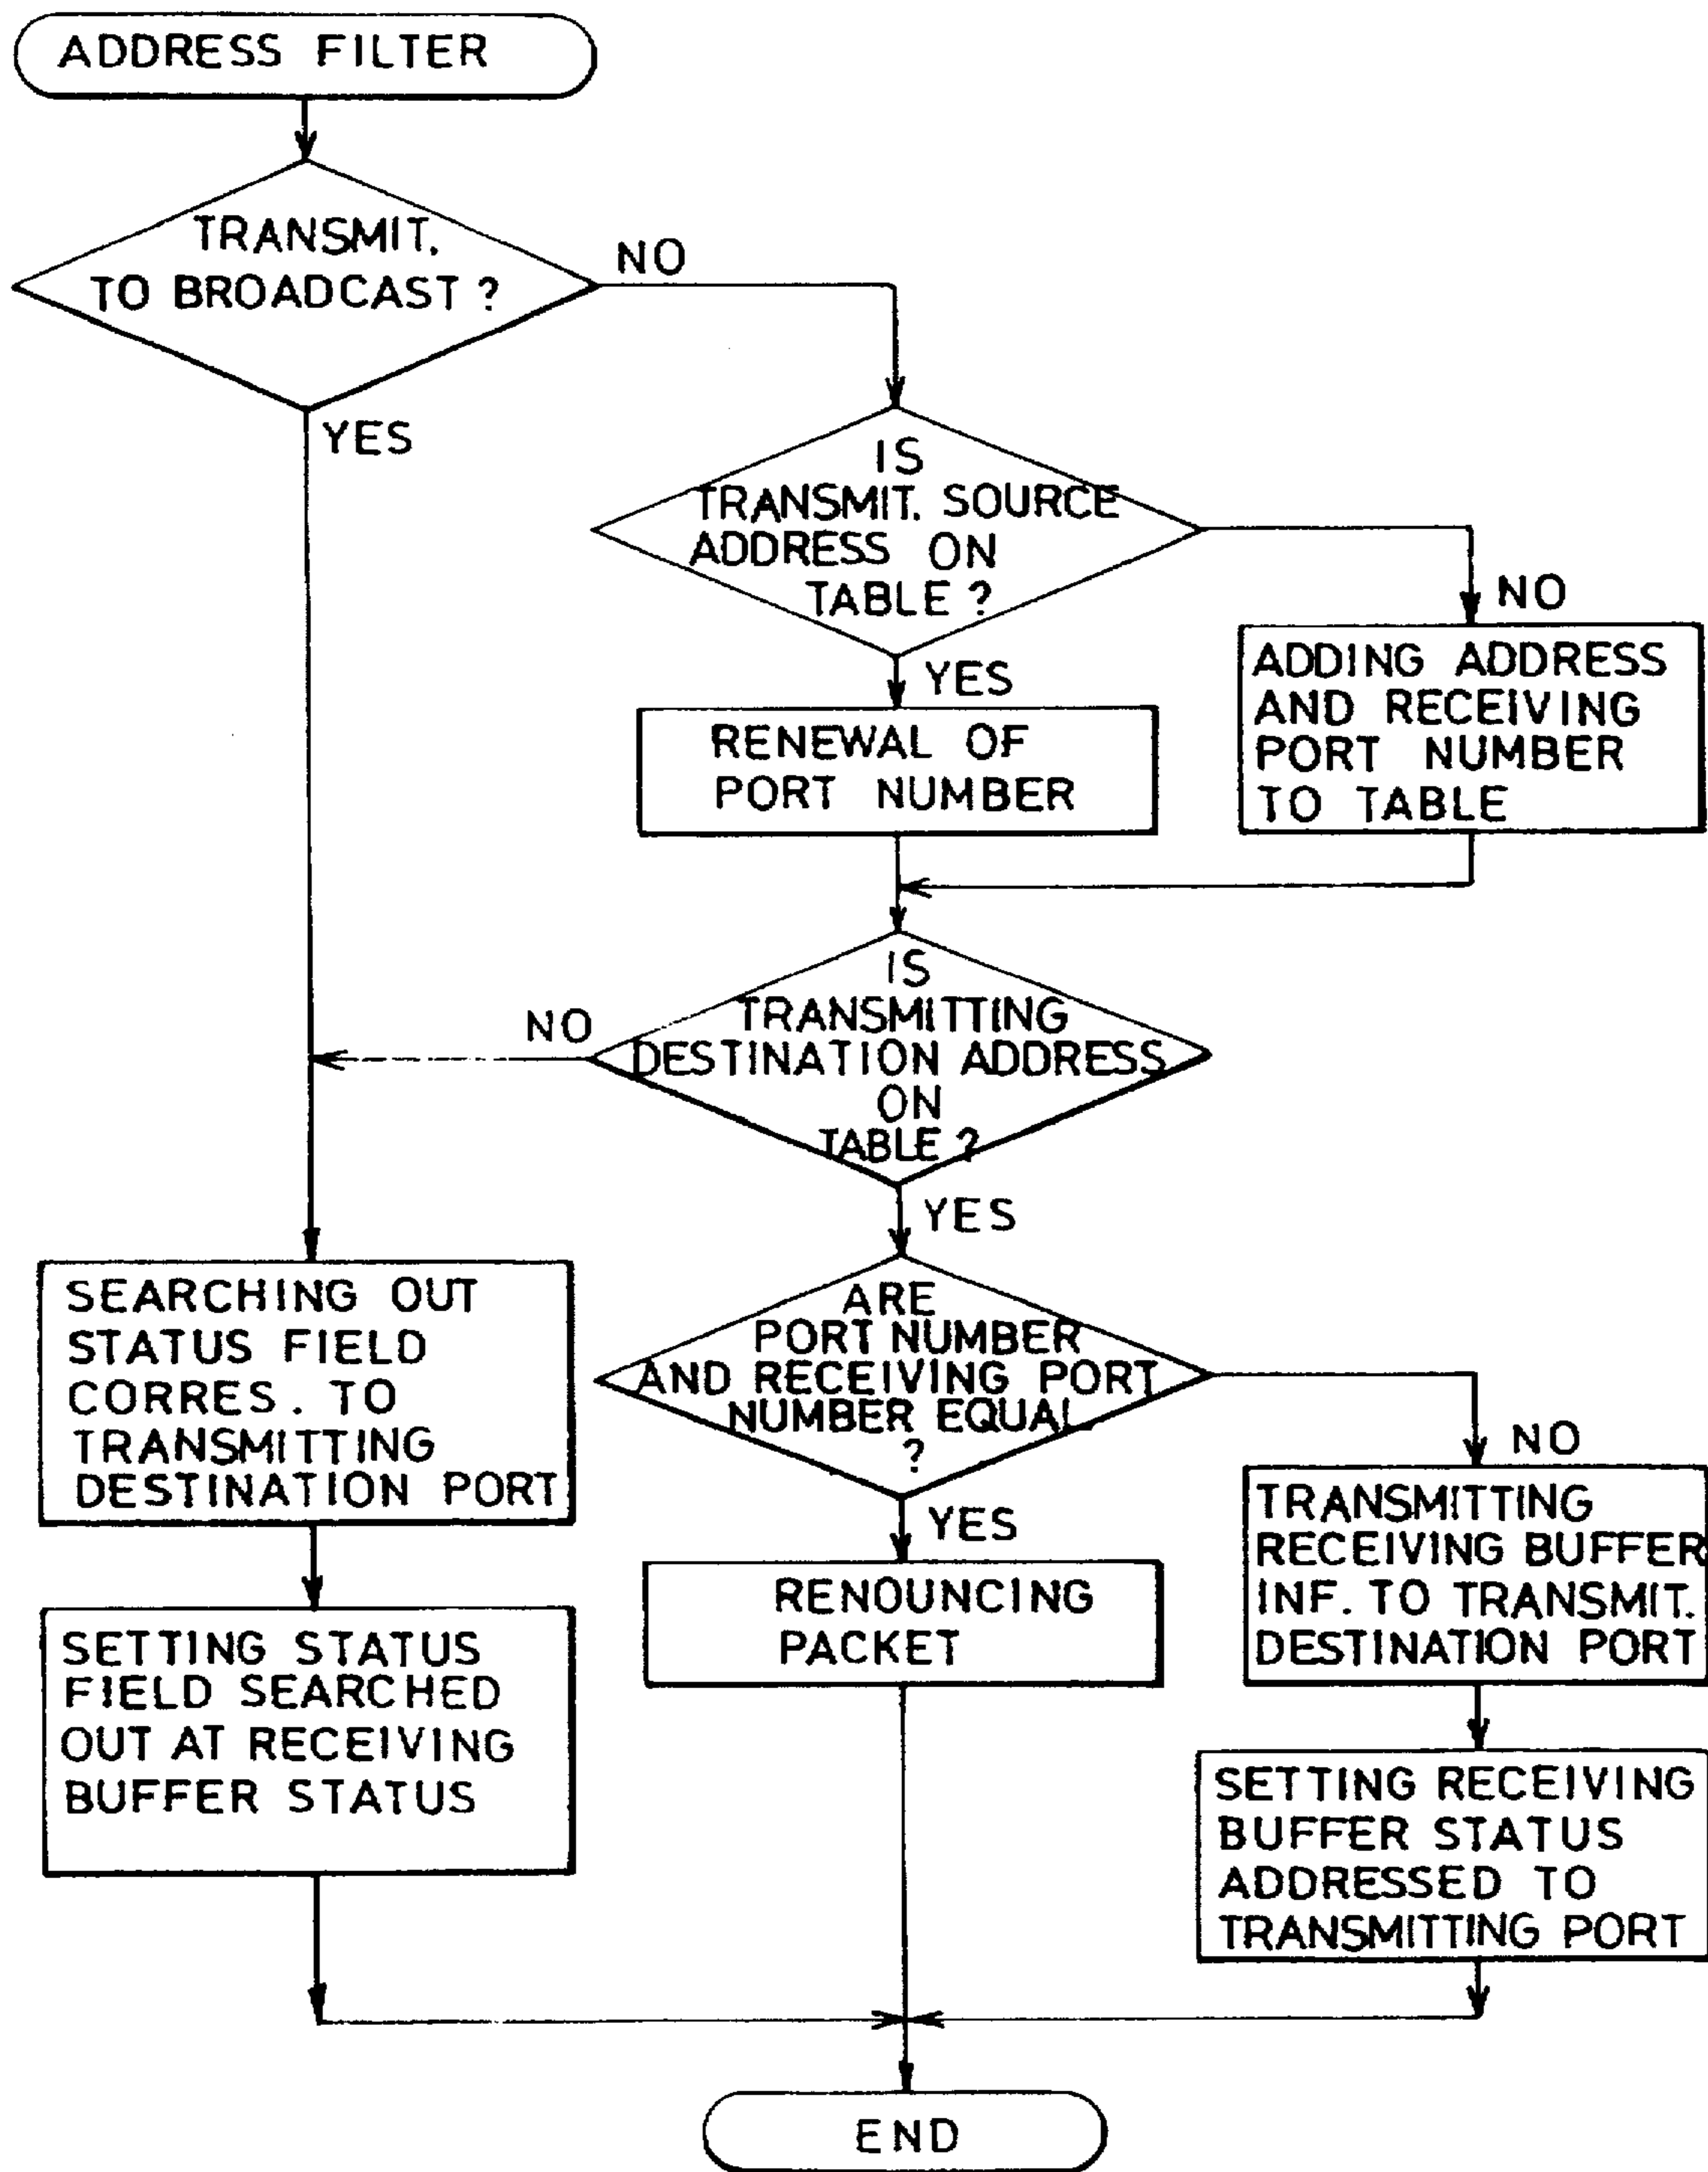 ADDRESS FILTER
TRANSMIT.
TO BROADCAST ?
NO
YES
IS
TRANSMIT. SOURCE
ADDRESS ON
TABLE ?
NO
YES
ADDING ADDRESS
AND RECEIVING
PORT NUMBER
TO TABLE
RENEWAL OF
PORT NUMBER
IS
TRANSMITTING
DESTINATION ADDRESS
ON
TABLE ?
NO
YES
SEARCHING OUT
STATUS FIELD
CORRES. TO
TRANSMITTING
DESTINATION PORT
ARE
PORT NUMBER
AND RECEIVING PORT
NUMBER EQUAL
?
NO
YES
TRANSMITTING
RECEIVING BUFFER
INF. TO TRANSMIT.
DESTINATION PORT
RENOUNCING
PACKET
SETTING STATUS
FIELD SEARCHED
OUT AT RECEIVING
BUFFER STATUS
SETTING RECEIVING
BUFFER STATUS
ADDRESSED TO
TRANSMITTING PORT
END